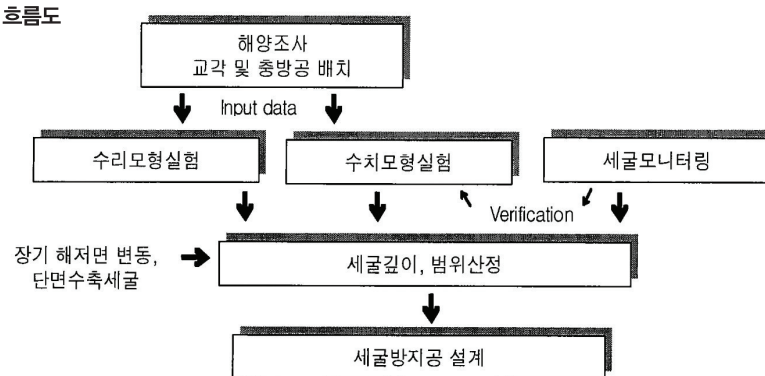 흐름도
해양조사
교각 및 충방공 배치
Input data
수리모형실험
수치모형실험
세굴모니터링
Verification
장기 해저면 변동,
단면수축세굴
세굴깊이, 범위산정
세굴방지공 설계